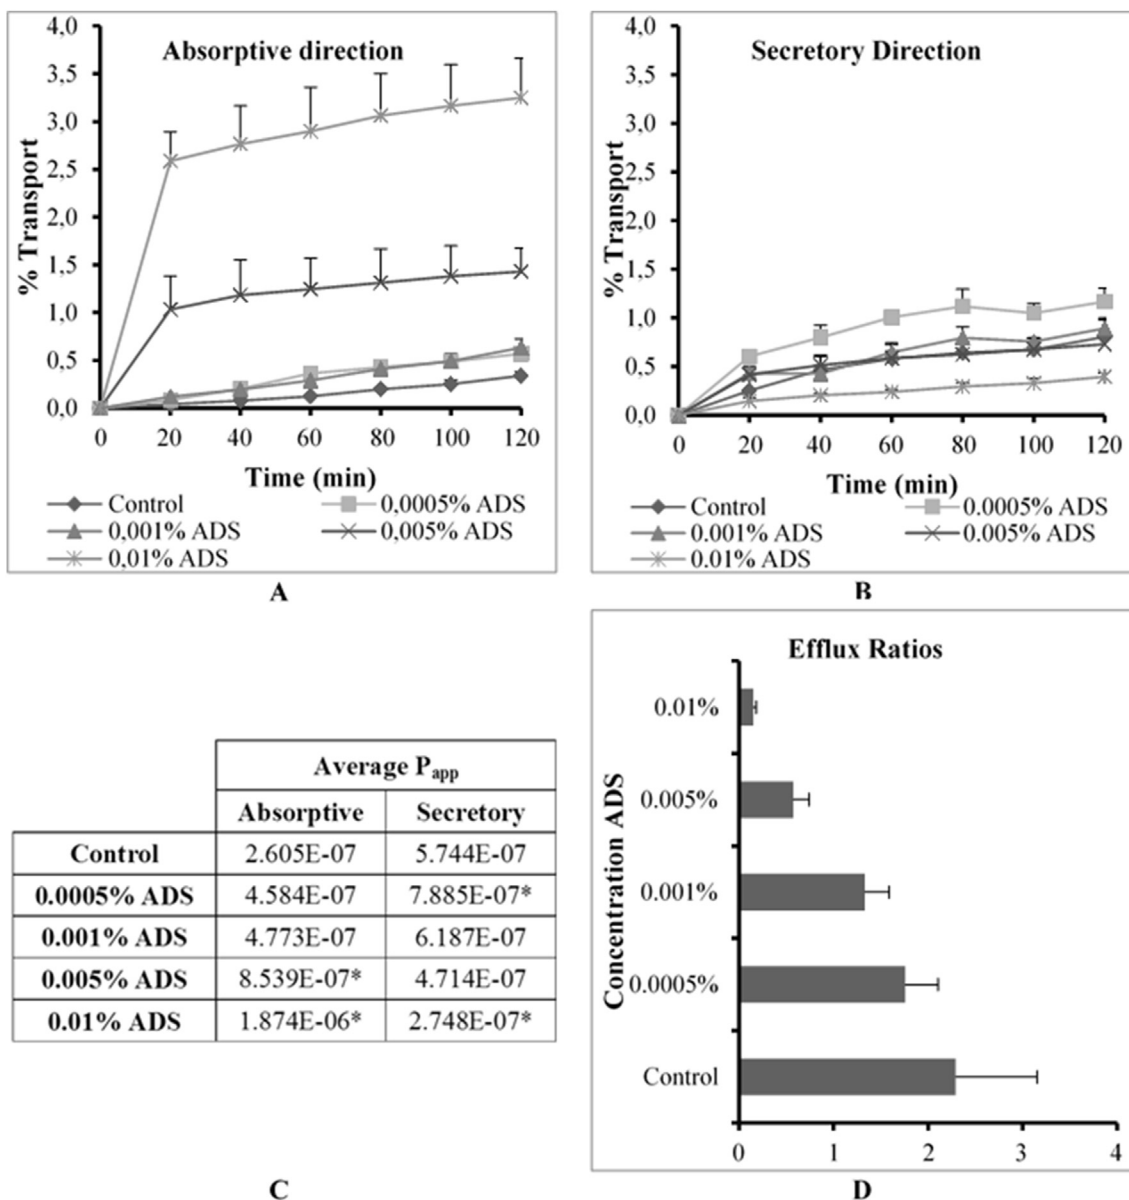 Absorptive direction
% Transport
4,0
3,5
3,0
2,5
2,0
1,5
1,0
0,5
0,0
0 20 40 60 80 100 120
Time (min)
Control 0,0005% ADS
0,001% ADS 0,005% ADS
0,01% ADS
A
Secretory Direction
% Transport
4,0
3,5
3,0
2,5
2,0
1,5
1,0
0,5
0,0
0 20 40 60 80 100 120
Time (min)
Control 0.0005% ADS
0.001% ADS 0.005% ADS
0.01% ADS
B
Average Papp
Absorptive Secretory
Control 2.605E-07 5.744E-07
0.0005% ADS 4.584E-07 7.885E-07*
0.001% ADS 4.773E-07 6.187E-07
0.005% ADS 8.539E-07* 4.714E-07
0.01% ADS 1.874E-06* 2.748E-07*
C
Efflux Ratios
Concentration ADS
0.01%
0.005%
0.001%
0.0005%
Control
0 1 2 3 4
D